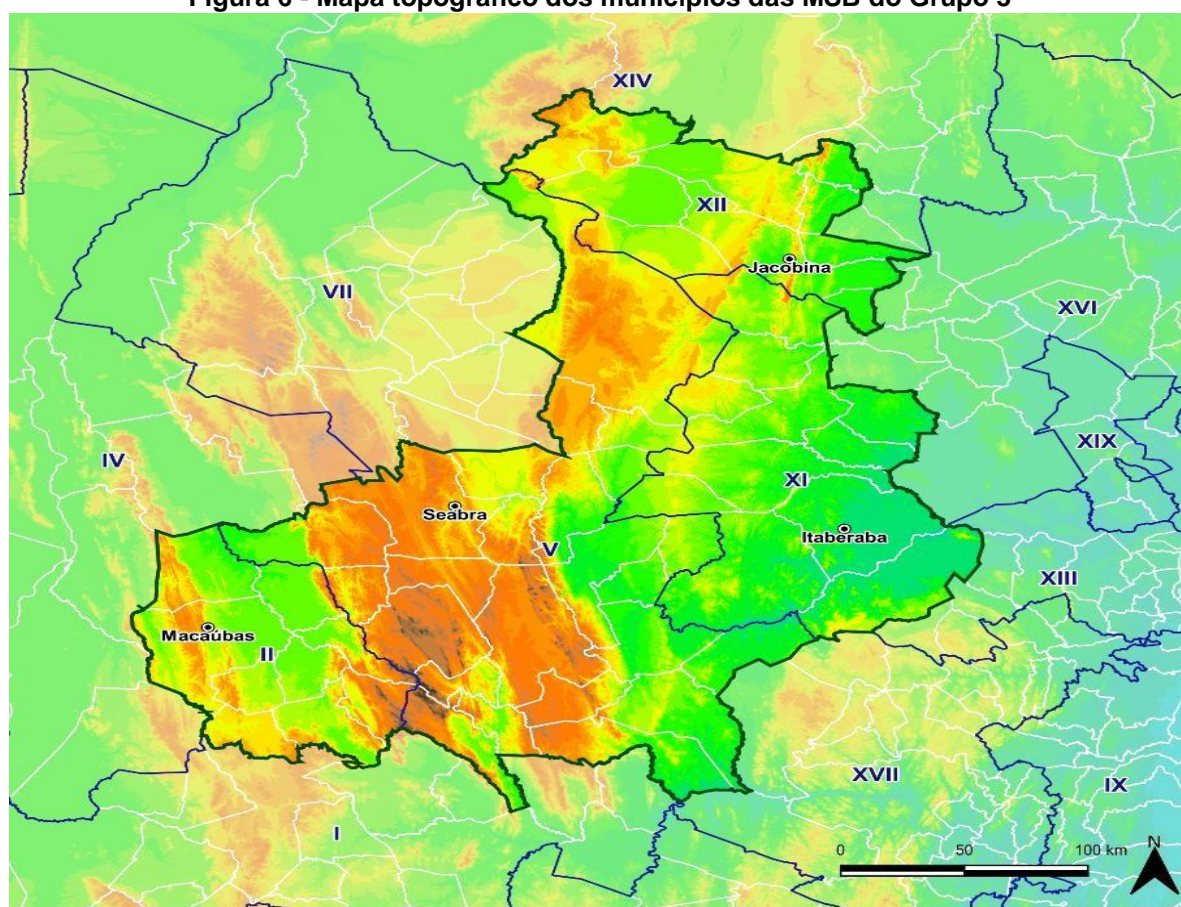 Figura 6 - Mapa topográfico dos municípios das MSB do Grupo 3
XIV
XII
Jacobina
VII
XVI
IV
XIX
XI
Seabra
Itaberaba
V
XIII
Macaúbas
II
XVII
IX
I
0 50 100 km
N